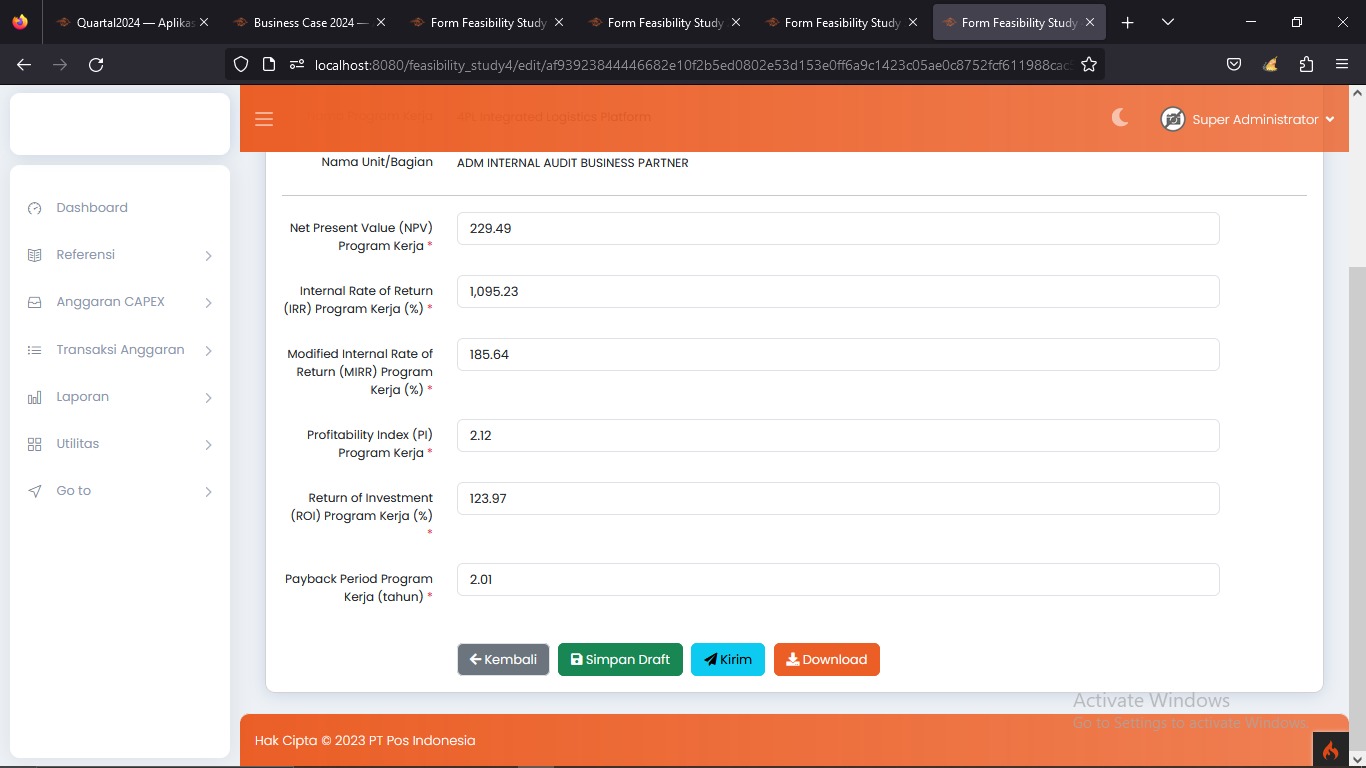 Quartal2024 — Aplikas
Business Case 2024 —
Form Feasibility Study
Form Feasibility Study
Form Feasibility Study
Form Feasibility Study
localhost:8080/feasibility_study4/edit/af93923844446682e10f2b5ed0802e53d153e0ff6a9c1423c05ae0c8752fcf611988cac
Program Kerja 4PL Integrated Logistics Platform
Super Administrator
Nama Unit/Bagian ADM INTERNAL AUDIT BUSINESS PARTNER
Dashboard
Referensi
Anggaran CAPEX
Transaksi Anggaran
Laporan
Utilitas
Go to
Net Present Value (NPV)
Program Kerja *
229.49
Internal Rate of Return
(IRR) Program Kerja (%) *
1,095.23
Modified Internal Rate of
Return (MIRR) Program
Kerja (%) *
185.64
Profitability Index (PI)
Program Kerja *
2.12
Return of Investment
(ROI) Program Kerja (%)
*
123.97
Payback Period Program
Kerja (tahun) *
2.01
Kembali
Simpan Draft
Kirim
Download
Activate Windows
Go to Settings to activate Windows.
Hak Cipta © 2023 PT Pos Indonesia